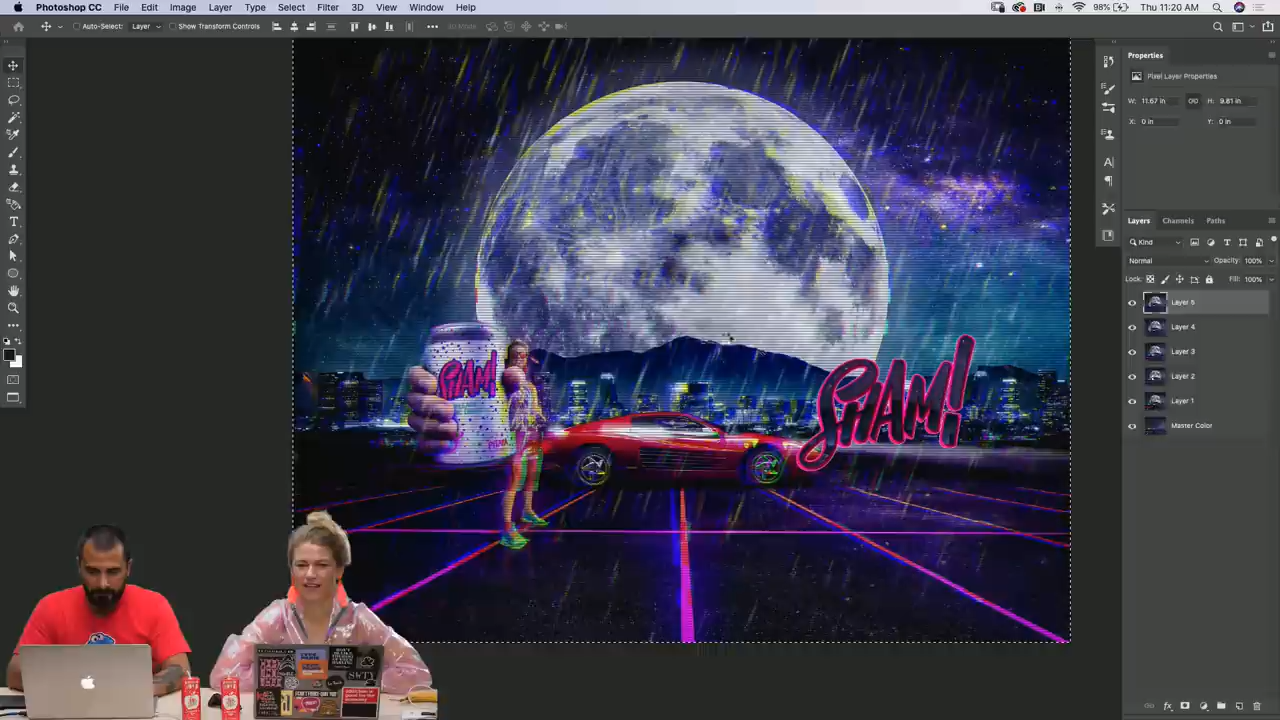 Photoshop CC File Edit Image Layer Type Select Filter 3D View Window Help
98% Thu 11:20 AM
Auto-Select: Layer Show Transform Controls
Properties
Pixel Layer Properties
W: 11.67 in H: 9.81 in
X: 0 in Y: 0 in
Layers Channels Paths
Kind
Normal Opacity: 100%
Lock: Fill: 100%
Layer 5
Layer 4
Layer 3
Layer 2
Layer 1
Master Color
SHAM!
SHAM!